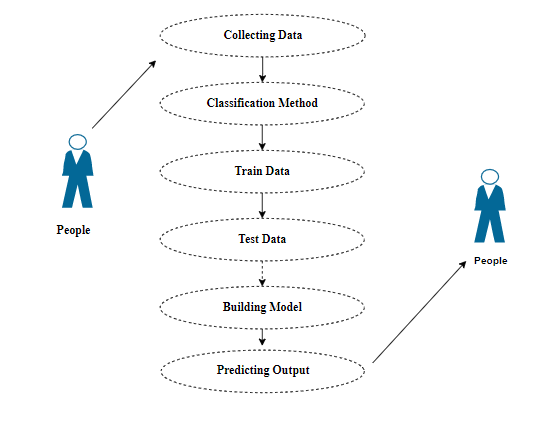 Collecting Data
Classification Method
Train Data
Test Data
Building Model
Predicting Output
People
People